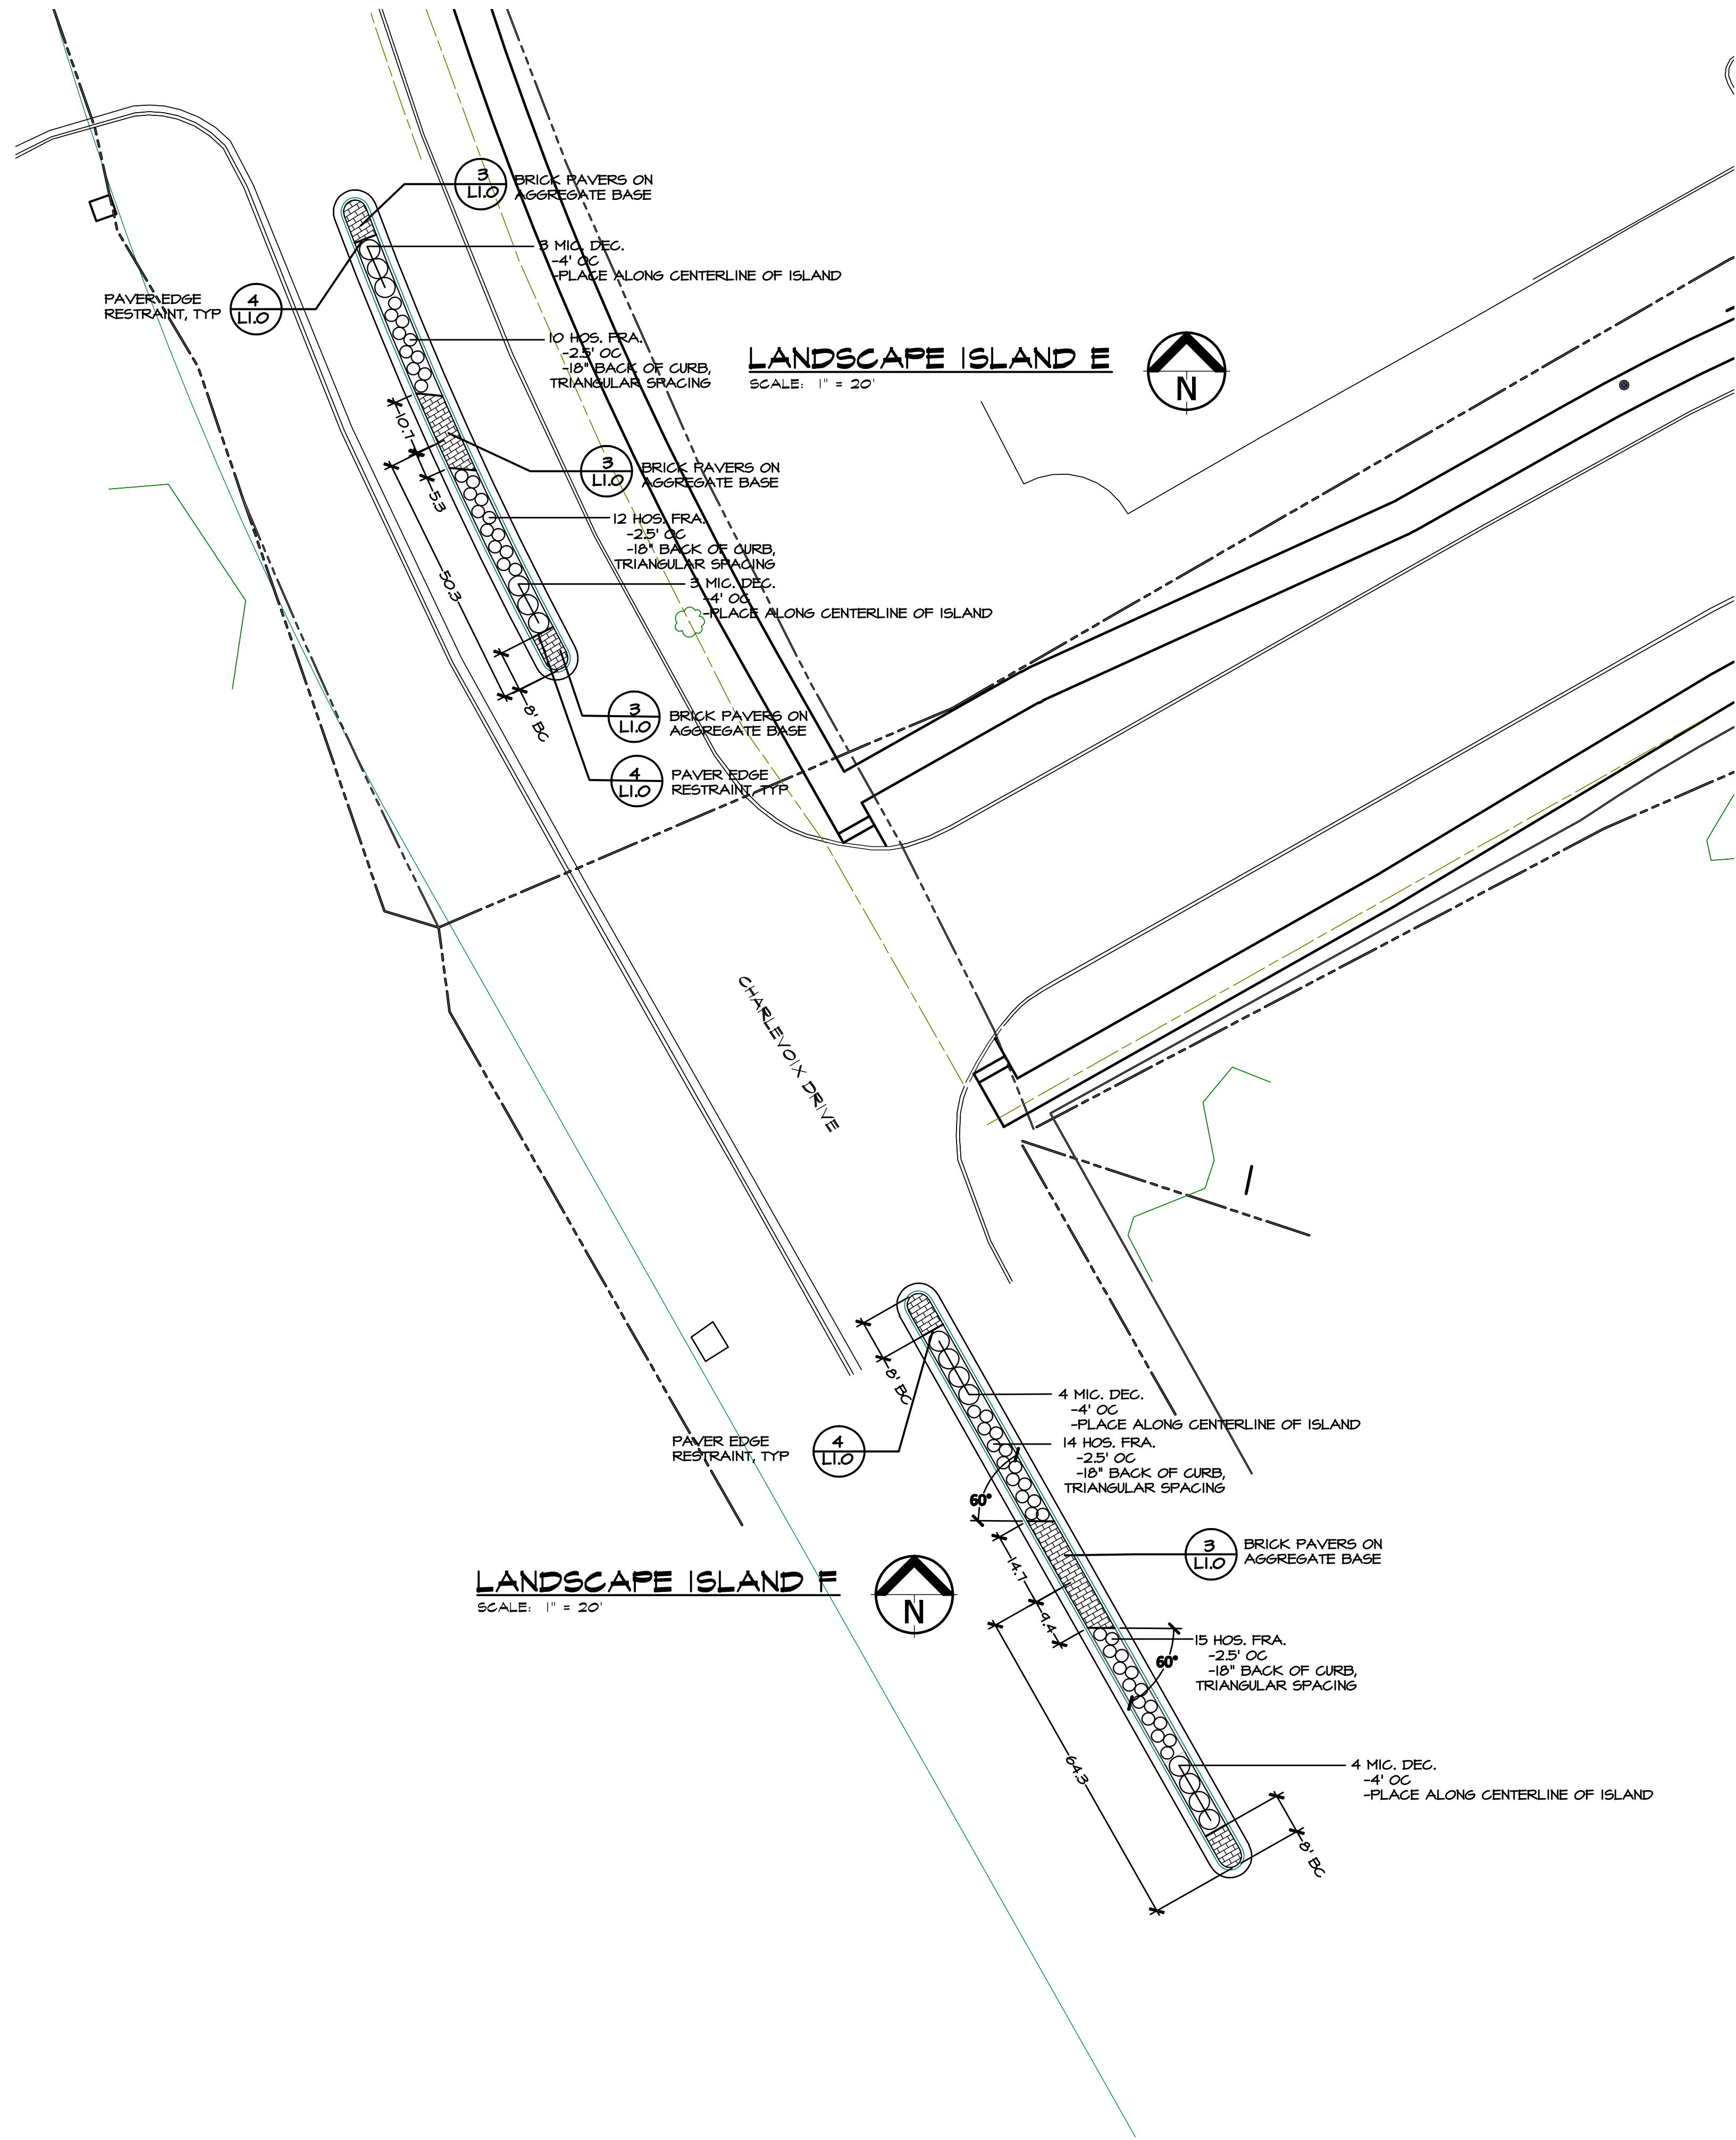 3
L1.0
BRICK PAVERS ON
AGGREGATE BASE
3 MIC. DEC.
-4' OC
-PLACE ALONG CENTERLINE OF ISLAND
PAVER EDGE
RESTRAINT, TYP
4
L1.0
10 HOS. FRA.
-2.5' OC
-18" BACK OF CURB,
TRIANGULAR SPACING
LANDSCAPE ISLAND E
SCALE: 1" = 20'
N
10.7
3
L1.0
BRICK PAVERS ON
AGGREGATE BASE
5.3
12 HOS. FRA.
-2.5' OC
-18" BACK OF CURB,
TRIANGULAR SPACING
50.3
3 MIC. DEC.
-4' OC
-PLACE ALONG CENTERLINE OF ISLAND
8' BC
3
L1.0
BRICK PAVERS ON
AGGREGATE BASE
4
L1.0
PAVER EDGE
RESTRAINT, TYP
CHARLEVOIX DRIVE
8' BC
4 MIC. DEC.
-4' OC
-PLACE ALONG CENTERLINE OF ISLAND
PAVER EDGE
RESTRAINT, TYP
4
L1.0
14 HOS. FRA.
-2.5' OC
-18" BACK OF CURB,
TRIANGULAR SPACING
60°
3
L1.0
BRICK PAVERS ON
AGGREGATE BASE
14.7
LANDSCAPE ISLAND F
SCALE: 1" = 20'
N
9.4
15 HOS. FRA.
-2.5' OC
-18" BACK OF CURB,
TRIANGULAR SPACING
60°
64.3
4 MIC. DEC.
-4' OC
-PLACE ALONG CENTERLINE OF ISLAND
8' BC